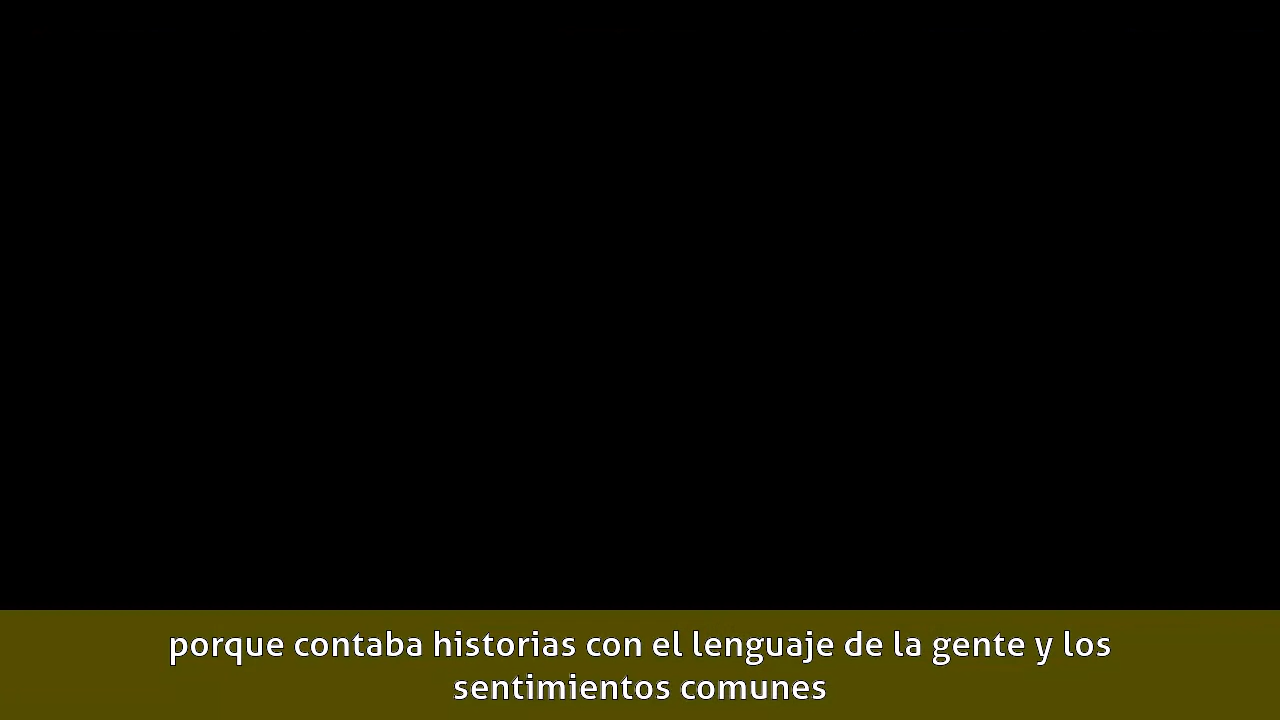 porque contaba historias con el lenguaje de la gente y los
sentimientos comunes